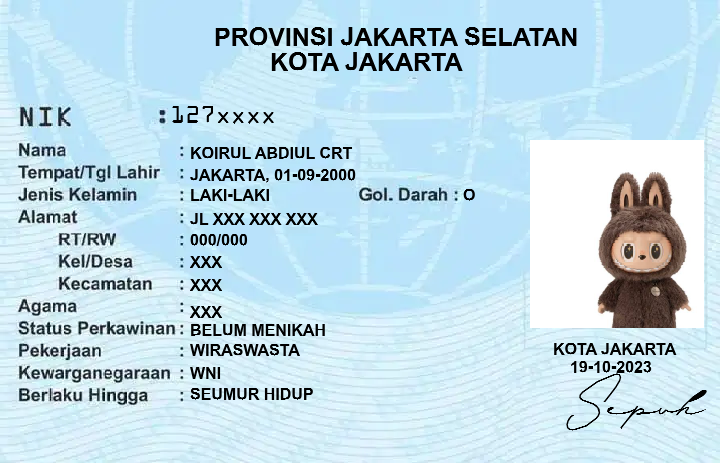 PROVINSI JAKARTA SELATAN
KOTA JAKARTA
NIK :127xxxx
Nama : KOIRUL ABDIUL CRT
Tempat/Tgl Lahir : JAKARTA, 01-09-2000
Jenis Kelamin : LAKI-LAKI Gol. Darah : O
Alamat : JL XXX XXX XXX
RT/RW : 000/000
Kel/Desa : XXX
Kecamatan : XXX
Agama : XXX
Status Perkawinan : BELUM MENIKAH
Pekerjaan : WIRASWASTA
Kewarganegaraan : WNI
Berlaku Hingga : SEUMUR HIDUP
KOTA JAKARTA
19-10-2023
Sepuh